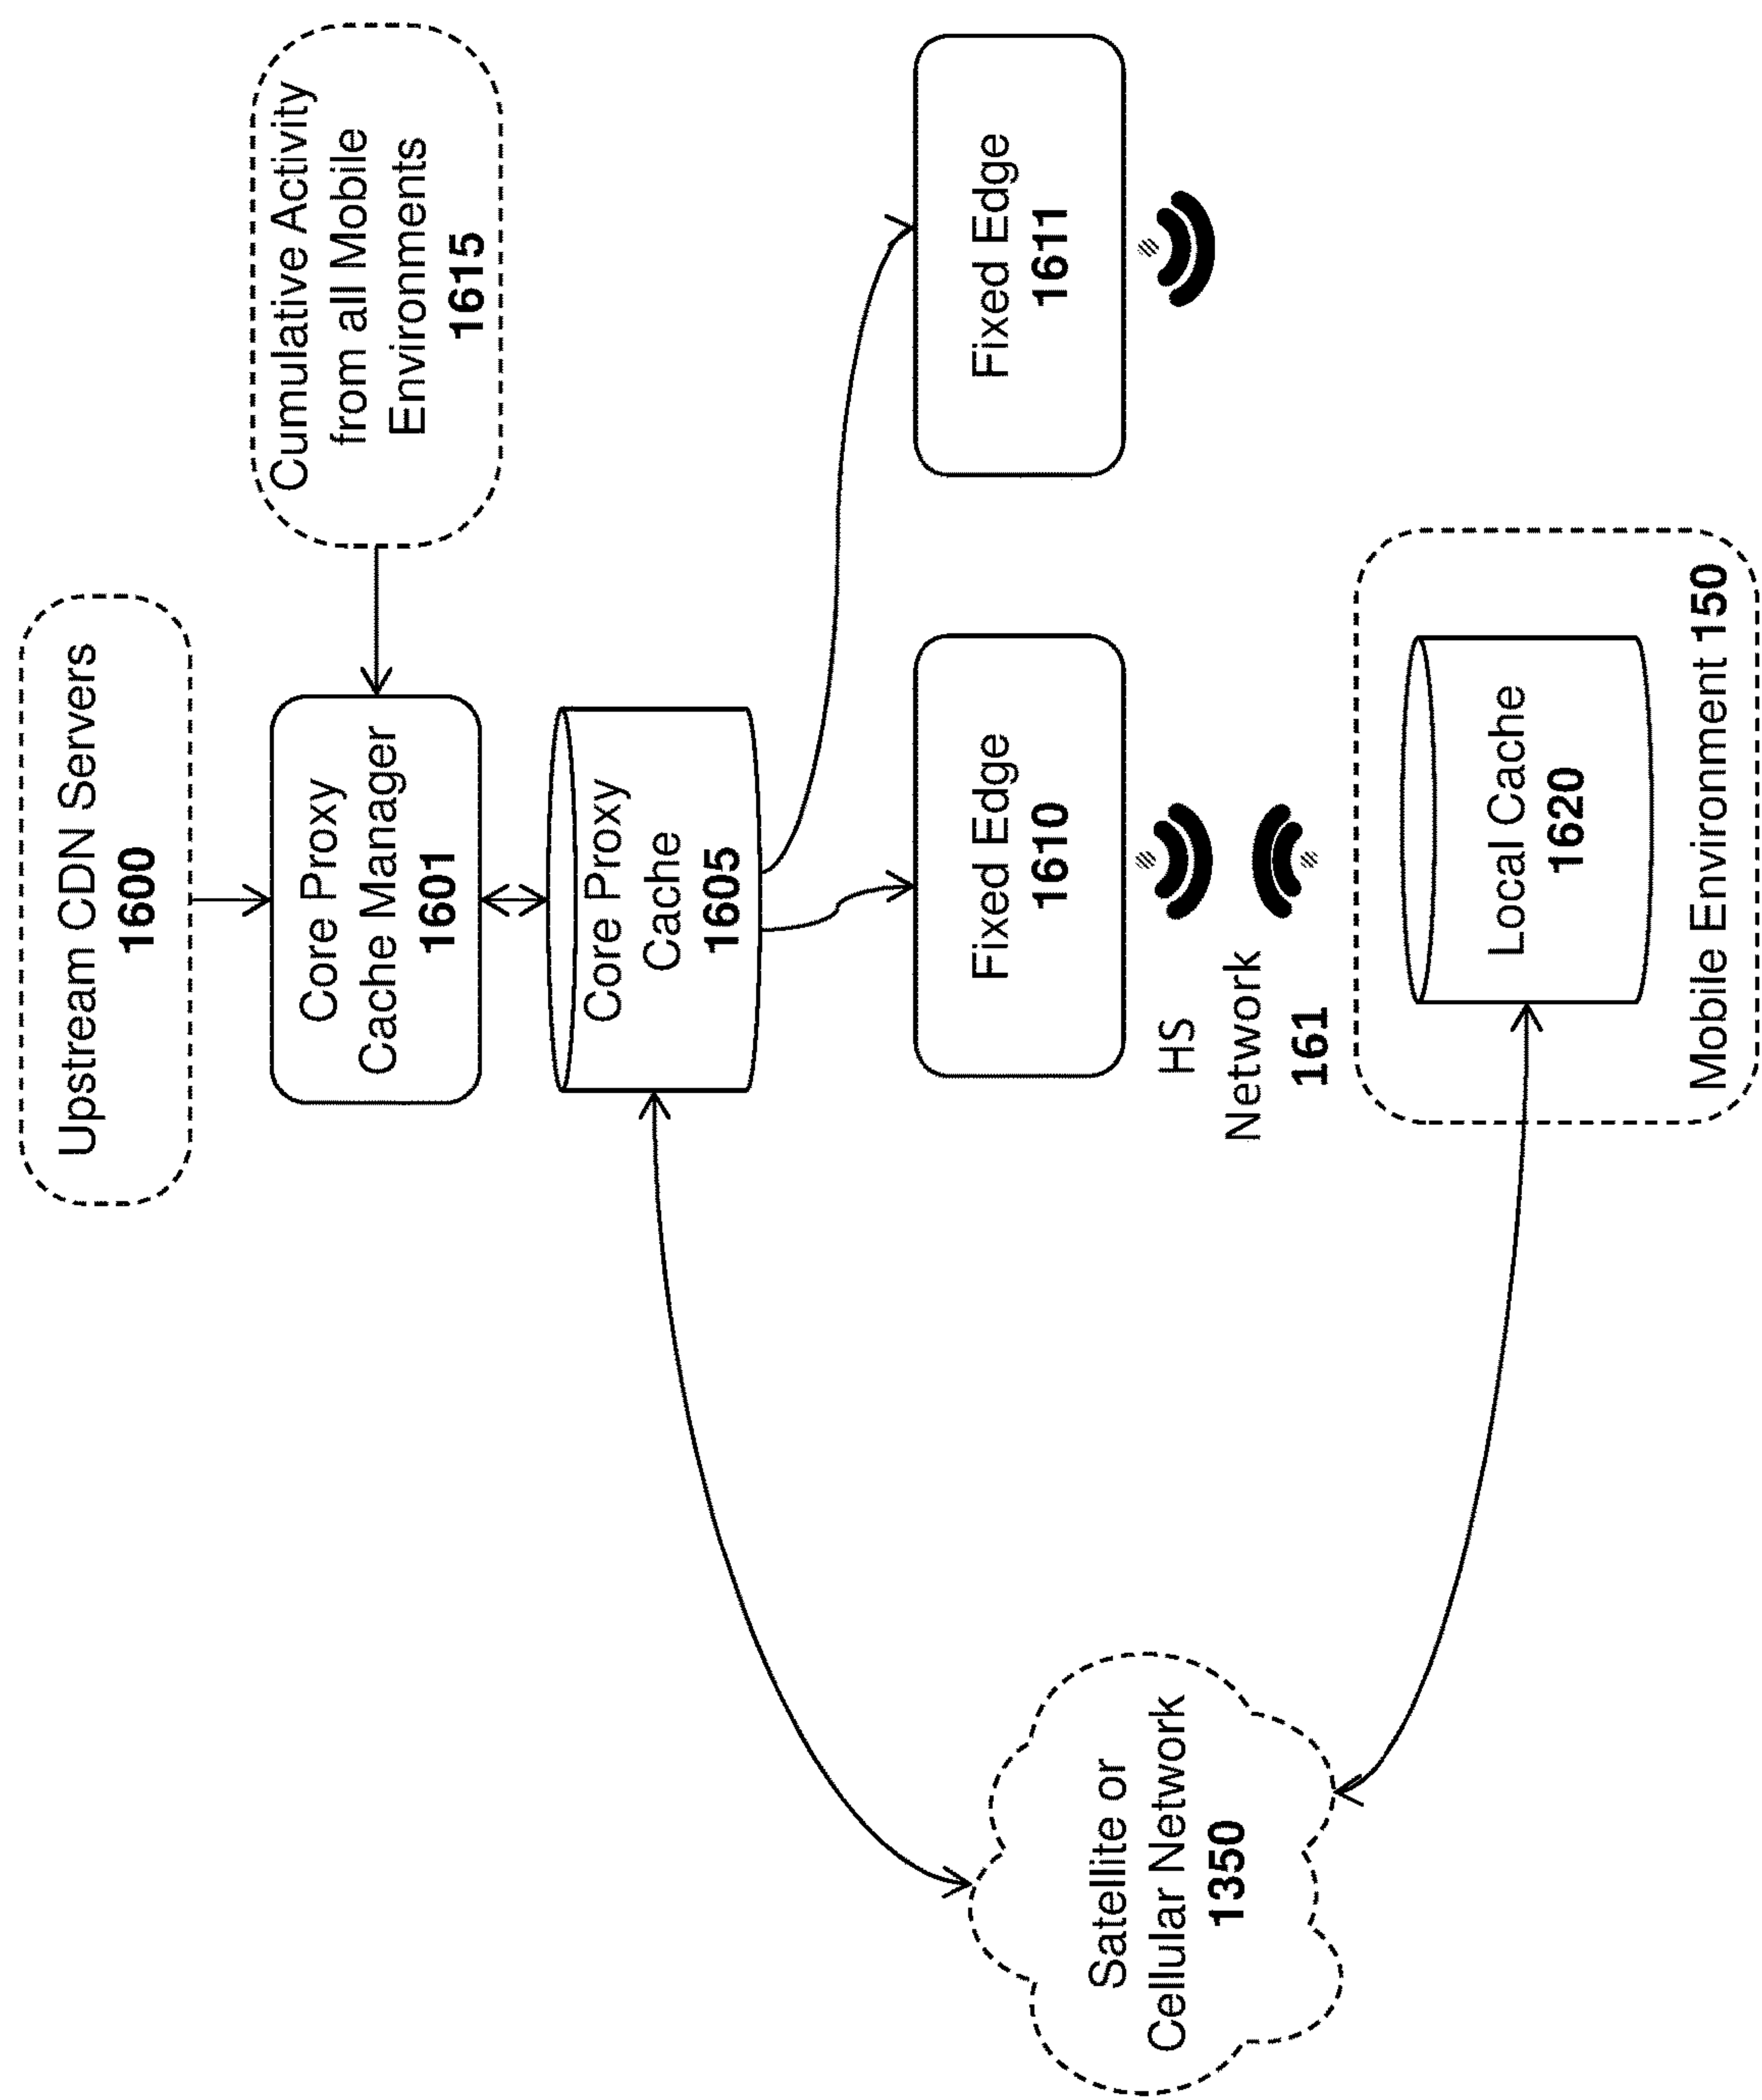 Upstream CDN Servers
1600
Cumulative Activity
from all Mobile
Environments
1615
Core Proxy
Cache Manager
1601
Core Proxy
Cache
1605
Fixed Edge
1610
Fixed Edge
1611
HS
Network
161
Satellite or
Cellular Network
1350
Local Cache
1620
Mobile Environment 150